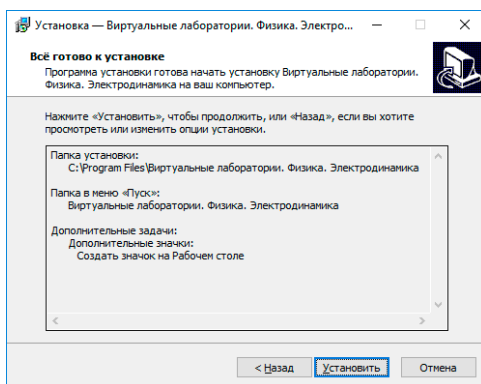 Установка — Виртуальные лаборатории. Физика. Электро...
Всё готово к установке
Программа установки готова начать установку Виртуальные лаборатории.
Физика. Электродинамика на ваш компьютер.
Нажмите «Установить», чтобы продолжить, или «Назад», если вы хотите
просмотреть или изменить опции установки.
Папка установки:
C:\Program Files\Виртуальные лаборатории. Физика. Электродинамика
Папка в меню «Пуск»:
Виртуальные лаборатории. Физика. Электродинамика
Дополнительные задачи:
Дополнительные значки:
Создать значок на Рабочем столе
< Назад Установить Отмена